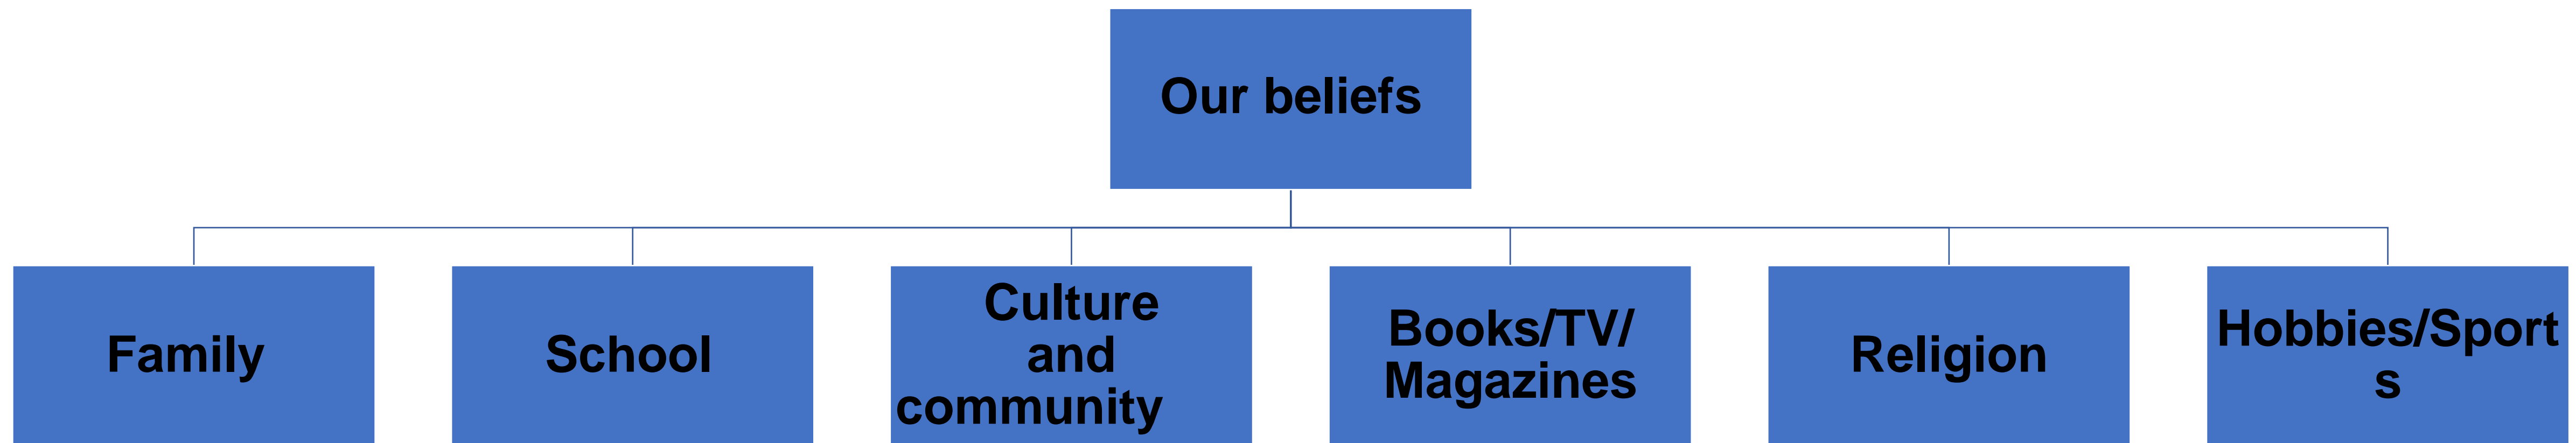 Our beliefs
Family
School
Culture
and
community
Books/TV/
Magazines
Religion
Hobbies/Sport
s